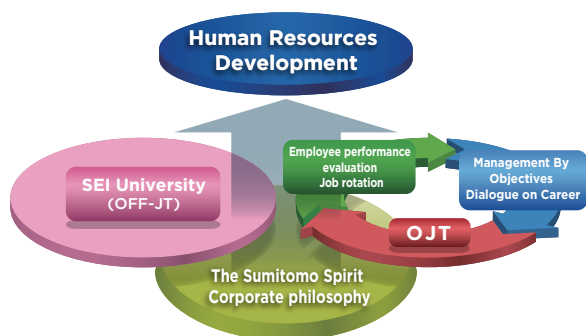 Human Resources
Development
Employee performance
evaluation
Job rotation
Management By
Objectives
Dialogue on Career
SEI University
(OFF-JT)
OJT
The Sumitomo Spirit
Corporate philosophy